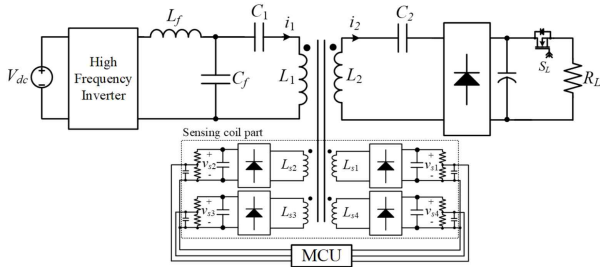 L_f C_1 i_1 i_2 C_2
V_dc High Frequency Inverter C_f L_1 L_2 S_L R_L
Sensing coil part
+ v_s2 - L_s2 L_s1 + v_s1 -
+ v_s3 - L_s3 L_s4 + v_s4 -
MCU